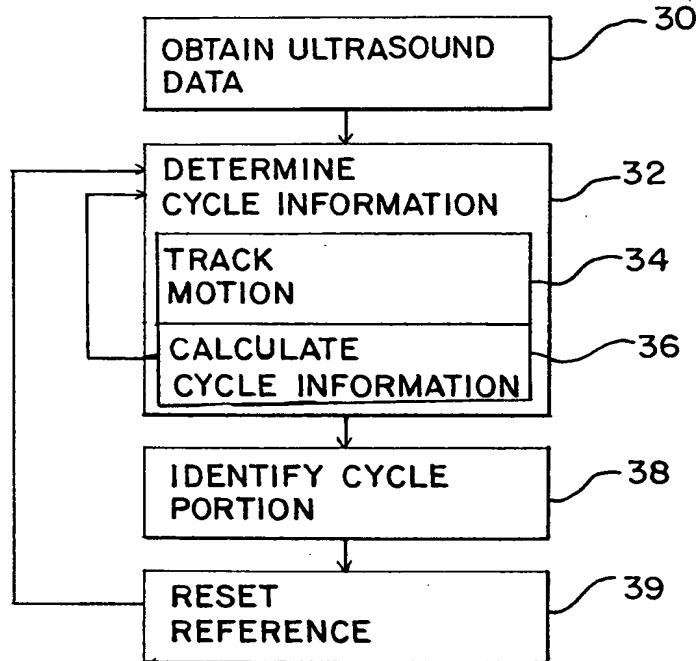 OBTAIN ULTRASOUND
DATA
30
DETERMINE
CYCLE INFORMATION
32
TRACK
MOTION
34
CALCULATE
CYCLE INFORMATION
36
IDENTIFY CYCLE
PORTION
38
RESET
REFERENCE
39